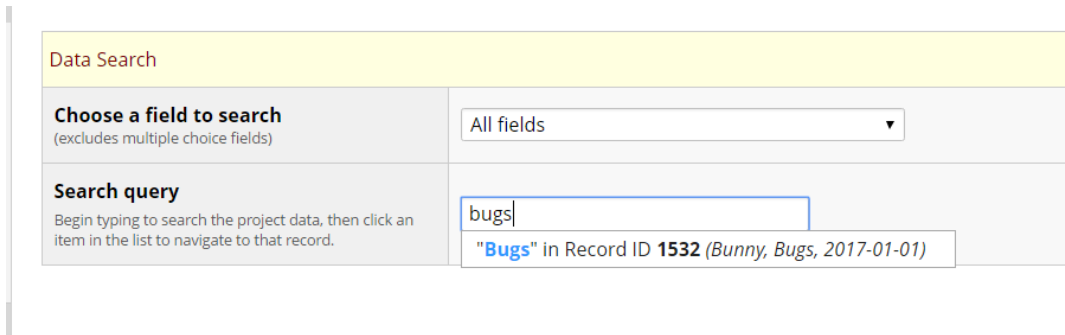 Data Search
Choose a field to search
(excludes multiple choice fields)
All fields
Search query
Begin typing to search the project data, then click an
item in the list to navigate to that record.
bugs
"Bugs" in Record ID 1532 (Bunny, Bugs, 2017-01-01)